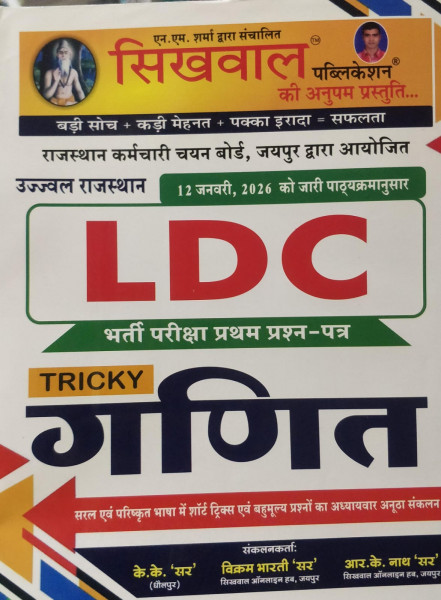 एन.एम. शर्मा द्वारा संचालित
सिखवाल TM
पब्लिकेशन®
की अनुपम प्रस्तुति...
बड़ी सोच + कड़ी मेहनत + पक्का इरादा = सफलता
राजस्थान कर्मचारी चयन बोर्ड, जयपुर द्वारा आयोजित
उज्ज्वल राजस्थान
12 जनवरी, 2026 को जारी पाठ्यक्रमानुसार
LDC
भर्ती परीक्षा प्रथम प्रश्न-पत्र
TRICKY
गणित
सरल एवं परिष्कृत भाषा में शॉर्ट ट्रिक्स एवं बहुमूल्य प्रश्नों का अध्यायवार अनूठा संकलन
संकलनकर्ता:
के.के. 'सर' विक्रम भारती 'सर' आर.के. नाथ 'सर'
(धौलपुर) सिखवाल ऑनलाइन हब, जयपुर सिखवाल ऑनलाइन हब, जयपुर